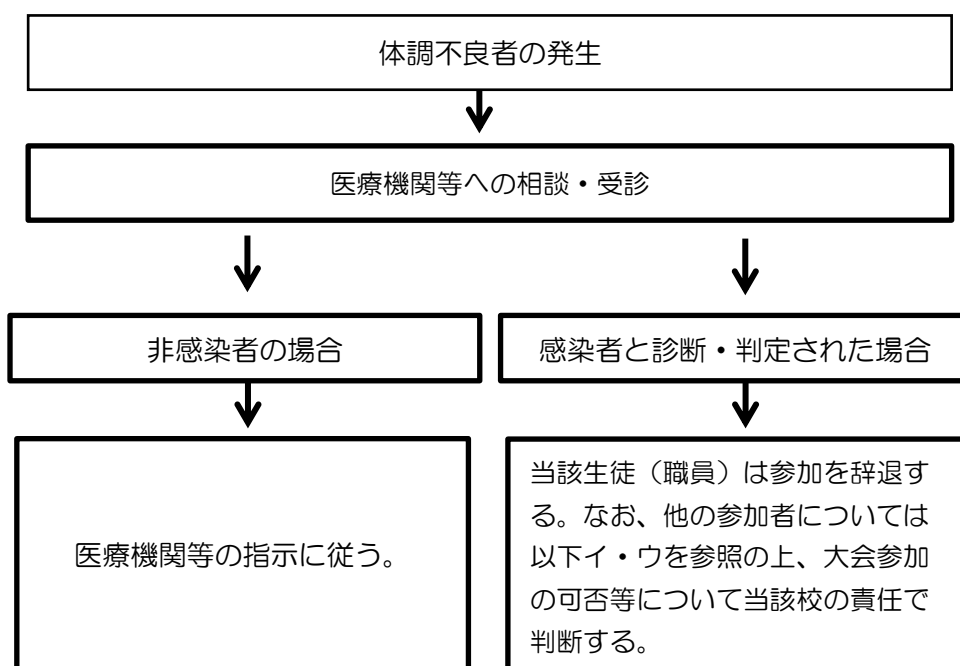 体調不良者の発生
医療機関等への相談・受診
非感染者の場合
感染者と診断・判定された場合
医療機関等の指示に従う。
当該生徒（職員）は参加を辞退す
る。なお、他の参加者については
以下イ・ウを参照の上、大会参加
の可否等について当該校の責任で
判断する。